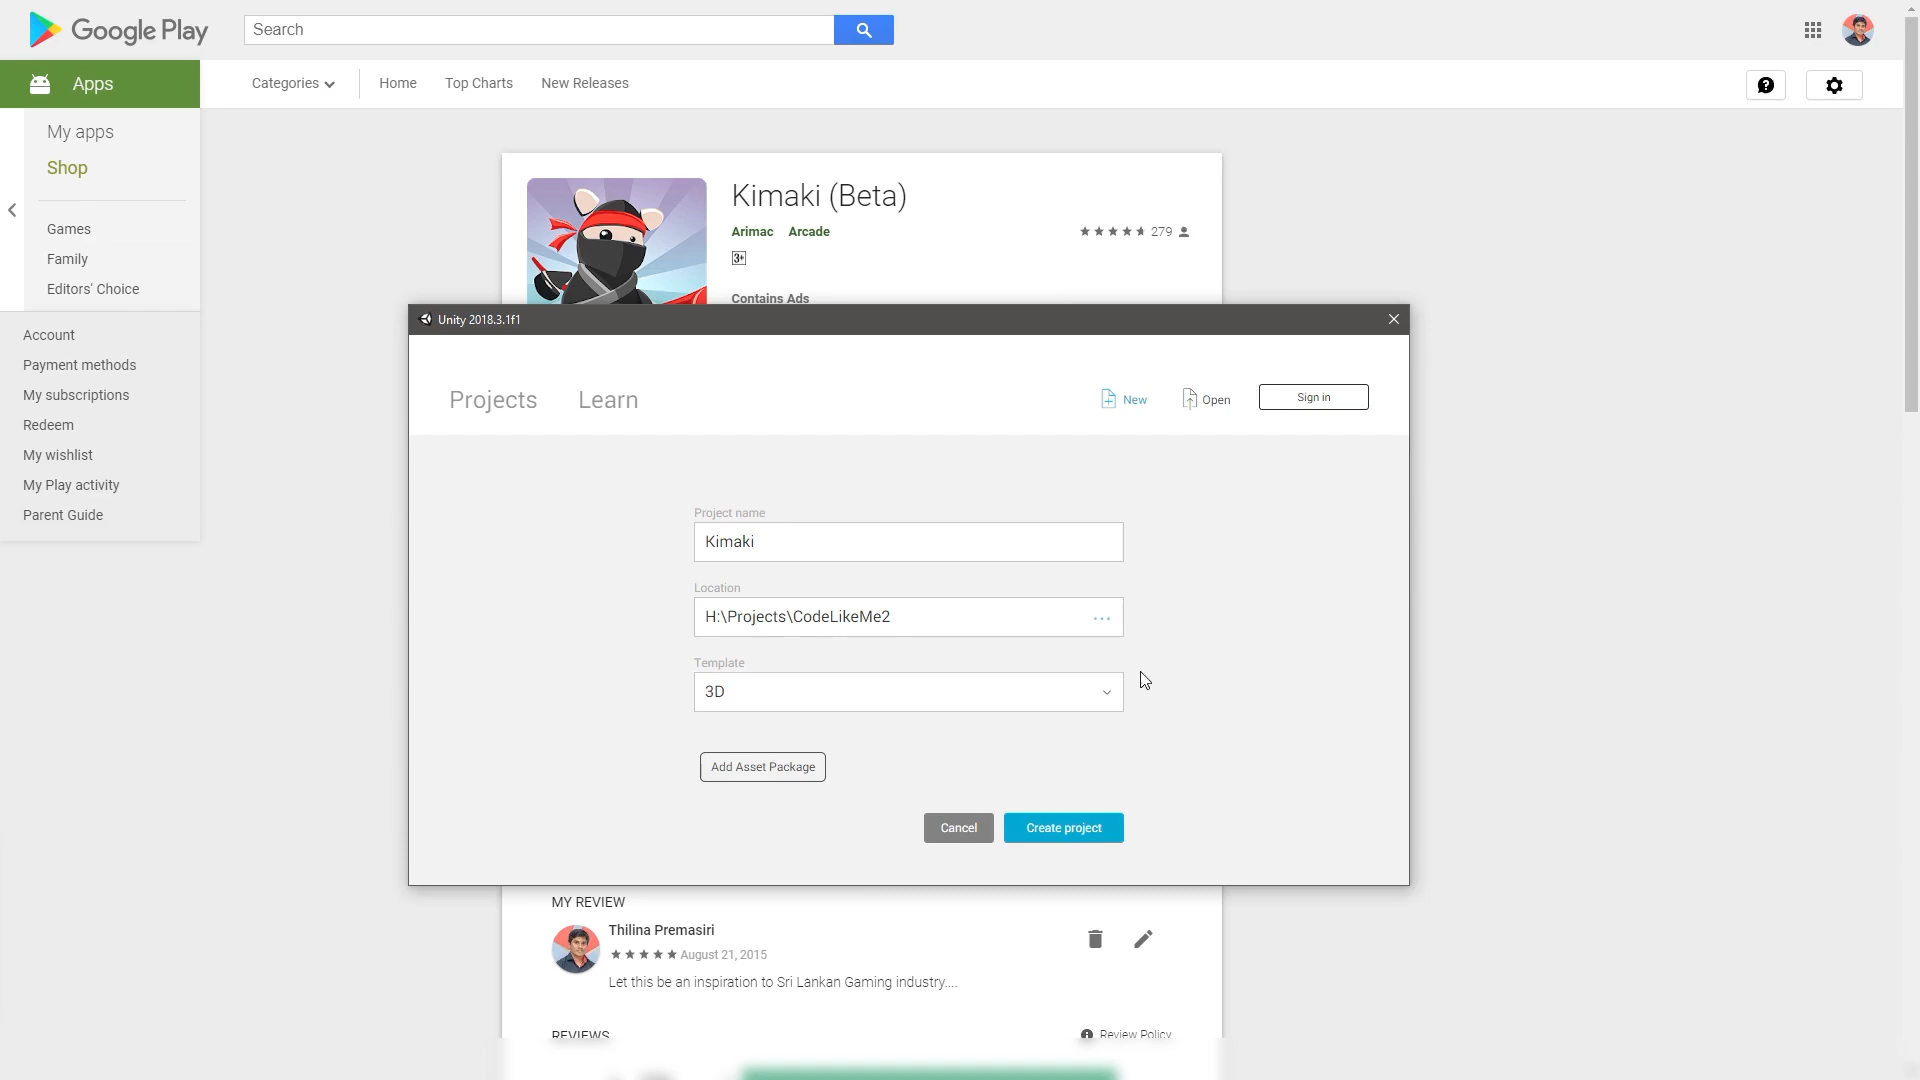 Google Play
Search
Apps
Categories
Home
Top Charts
New Releases
My apps
Shop
Games
Family
Editors' Choice
Account
Payment methods
My subscriptions
Redeem
My wishlist
My Play activity
Parent Guide
Kimaki (Beta)
Arimac Arcade
279
3+
Contains Ads
Unity 2018.3.1f1
Projects
Learn
New
Open
Sign in
Project name
Kimaki
Location
H:\Projects\CodeLikeMe2
...
Template
3D
Add Asset Package
Cancel
Create project
MY REVIEW
Thilina Premasiri
August 21, 2015
Let this be an inspiration to Sri Lankan Gaming industry....
REVIEWS
Review Policy